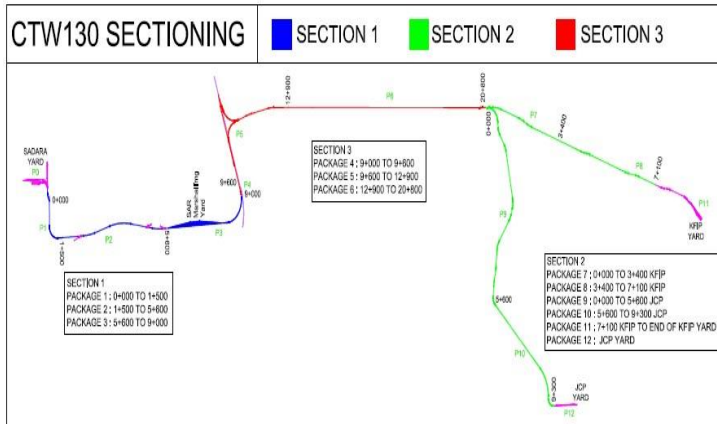 CTW130 SECTIONING
SECTION 1
SECTION 2
SECTION 3
SADARA
YARD
P0
0+000
P1
1+500
P2
5+600
SAR
Marshalling
Yard
P3
9+000
P4
9+600
P5
12+900
P6
20+800
0+000
P7
3+400
P8
7+100
P11
KFIP
YARD
P9
5+600
P10
9+300
JCP
YARD
P12
SECTION 3
PACKAGE 4 : 9+000 TO 9+600
PACKAGE 5 : 9+600 TO 12+900
PACKAGE 6 : 12+900 TO 20+800
SECTION 1
PACKAGE 1 : 0+000 TO 1+500
PACKAGE 2 : 1+500 TO 5+600
PACKAGE 3 : 5+600 TO 9+000
SECTION 2
PACKAGE 7 : 0+000 TO 3+400 KFIP
PACKAGE 8 : 3+400 TO 7+100 KFIP
PACKAGE 9 : 0+000 TO 5+600 JCP
PACKAGE 10 : 5+600 TO 9+300 JCP
PACKAGE 11 : 7+100 KFIP TO END OF KFIP YARD
PACKAGE 12 : JCP YARD